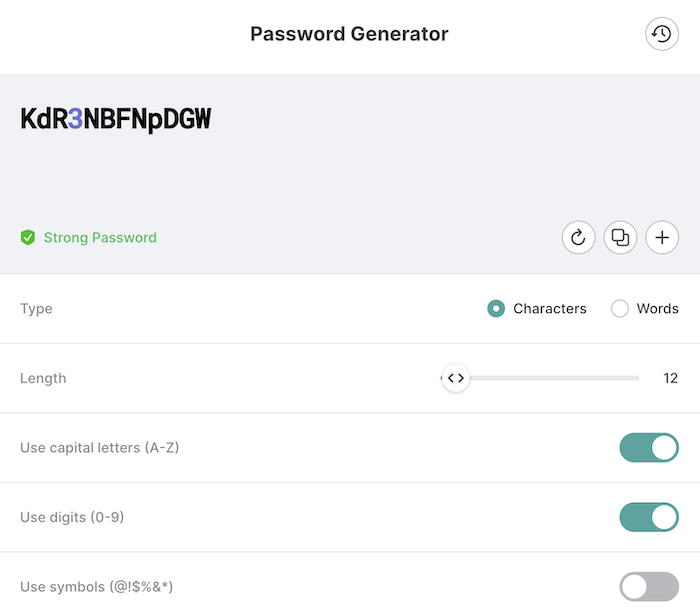 Password Generator
KdR3NBFNpDGW
Strong Password
Type Characters Words
Length 12
Use capital letters (A-Z)
Use digits (0-9)
Use symbols (@!$%&*)